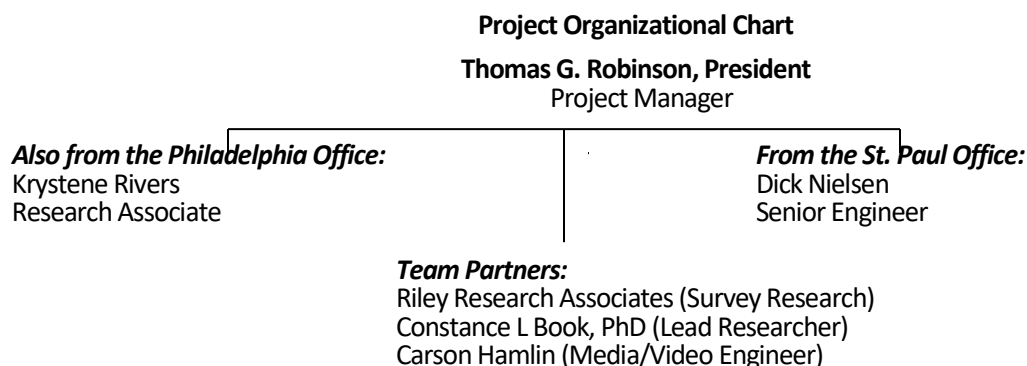 Project Organizational Chart
Thomas G. Robinson, President
Project Manager
Also from the Philadelphia Office:
Krystene Rivers
Research Associate
From the St. Paul Office:
Dick Nielsen
Senior Engineer
Team Partners:
Riley Research Associates (Survey Research)
Constance L Book, PhD (Lead Researcher)
Carson Hamlin (Media/Video Engineer)